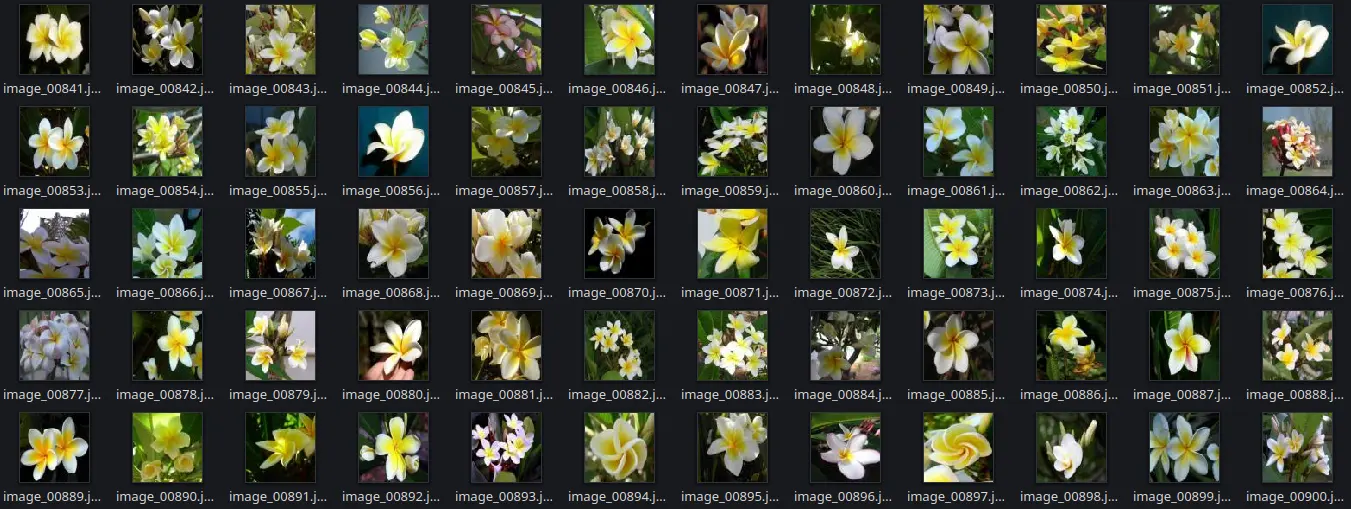 image_00841.j... image_00842.j... image_00843.j... image_00844.j... image_00845.j... image_00846.j... image_00847.j... image_00848.j... image_00849.j... image_00850.j... image_00851.j... image_00852.j...
image_00853.j... image_00854.j... image_00855.j... image_00856.j... image_00857.j... image_00858.j... image_00859.j... image_00860.j... image_00861.j... image_00862.j... image_00863.j... image_00864.j...
image_00865.j... image_00866.j... image_00867.j... image_00868.j... image_00869.j... image_00870.j... image_00871.j... image_00872.j... image_00873.j... image_00874.j... image_00875.j... image_00876.j...
image_00877.j... image_00878.j... image_00879.j... image_00880.j... image_00881.j... image_00882.j... image_00883.j... image_00884.j... image_00885.j... image_00886.j... image_00887.j... image_00888.j...
image_00889.j... image_00890.j... image_00891.j... image_00892.j... image_00893.j... image_00894.j... image_00895.j... image_00896.j... image_00897.j... image_00898.j... image_00899.j... image_00900.j...